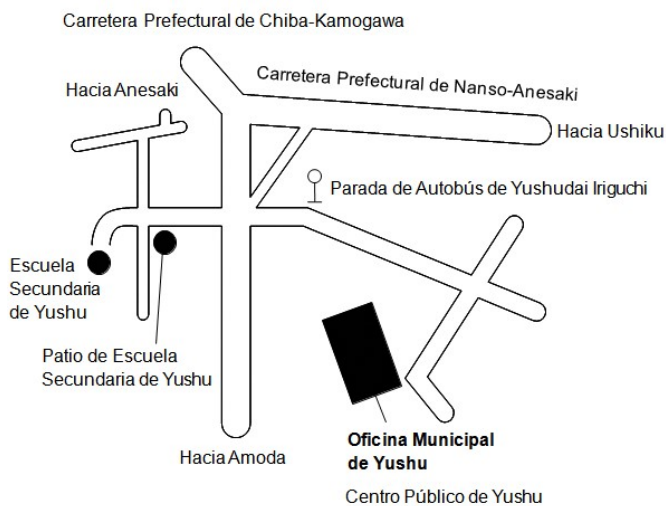 Carretera Prefectural de Chiba-Kamogawa
Carretera Prefectural de Nanso-Anesaki
Hacia Anesaki
Hacia Ushiku
Parada de Autobús de Yushudai Iriguchi
Escuela
Secundaria
de Yushu
Patio de Escuela
Secundaria de Yushu
Hacia Amoda
Oficina Municipal
de Yushu
Centro Público de Yushu